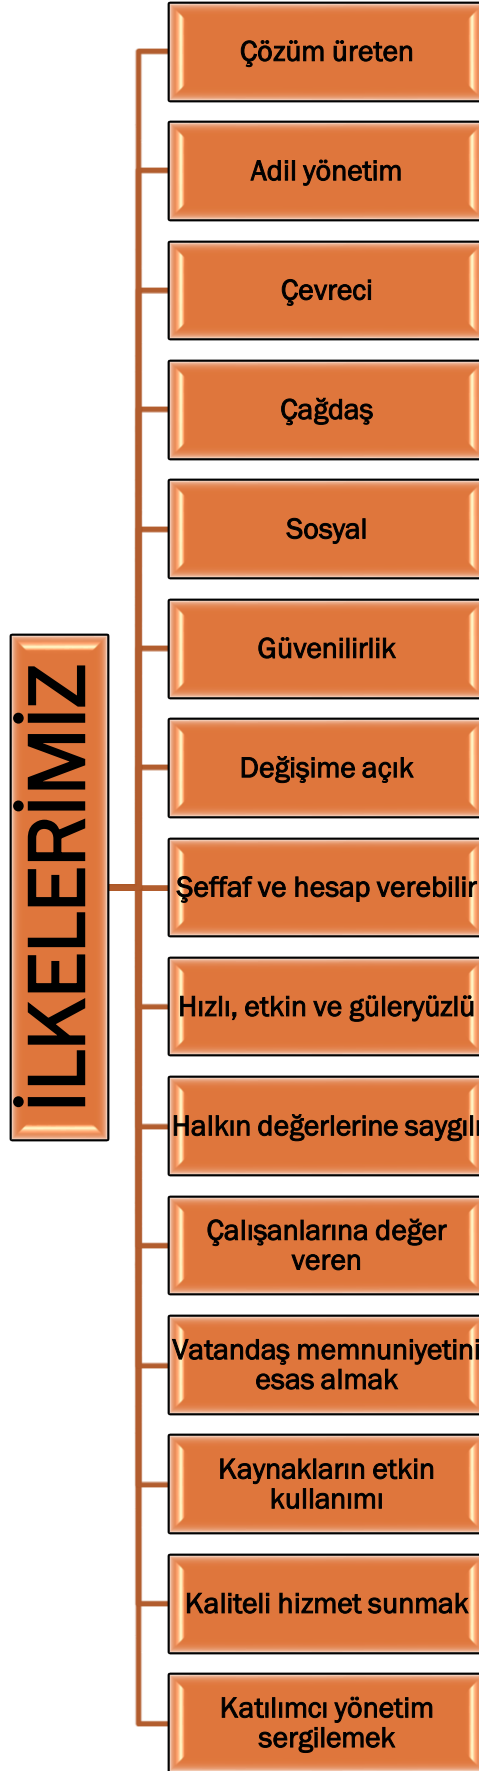 İLKELERİMİZ
Çözüm üreten
Adil yönetim
Çevreci
Çağdaş
Sosyal
Güvenilirlik
Değişime açık
Şeffaf ve hesap verebilir
Hızlı, etkin ve güleryüzlü
Halkın değerlerine saygılı
Çalışanlarına değer
veren
Vatandaş memnuniyetini
esas almak
Kaynakların etkin
kullanımı
Kaliteli hizmet sunmak
Katılımcı yönetim
sergilemek